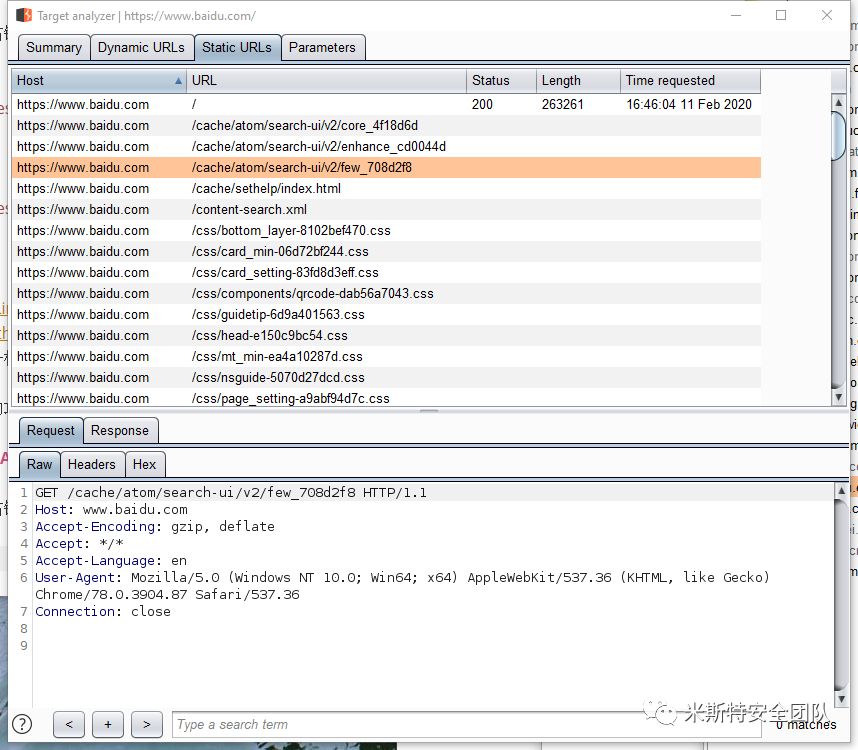 Target analyzer | https://www.baidu.com/
Summary Dynamic URLs Static URLs Parameters
Host URL Status Length Time requested
https://www.baidu.com / 200 263261 16:46:04 11 Feb 2020
https://www.baidu.com /cache/atom/search-ui/v2/core_4f18d6d
https://www.baidu.com /cache/atom/search-ui/v2/enhance_cd0044d
https://www.baidu.com /cache/atom/search-ui/v2/few_708d2f8
https://www.baidu.com /cache/sethelp/index.html
https://www.baidu.com /content-search.xml
https://www.baidu.com /css/bottom_layer-8102bef470.css
https://www.baidu.com /css/card_min-06d72bf244.css
https://www.baidu.com /css/card_setting-83fd8d3eff.css
https://www.baidu.com /css/components/qrcode-dab56a7043.css
https://www.baidu.com /css/guidetip-6d9a401563.css
https://www.baidu.com /css/head-e150c9bc54.css
https://www.baidu.com /css/mt_min-ea4a10287d.css
https://www.baidu.com /css/nsguide-5070d27dcd.css
https://www.baidu.com /css/page_setting-a9abf94d7c.css
Request Response
Raw Headers Hex
1 GET /cache/atom/search-ui/v2/few_708d2f8 HTTP/1.1
2 Host: www.baidu.com
3 Accept-Encoding: gzip, deflate
4 Accept: */*
5 Accept-Language: en
6 User-Agent: Mozilla/5.0 (Windows NT 10.0; Win64; x64) AppleWebKit/537.36 (KHTML, like Gecko)
Chrome/78.0.3904.87 Safari/537.36
7 Connection: close
8
9
? < + > Type a search term 0 matches
米斯特安全团队